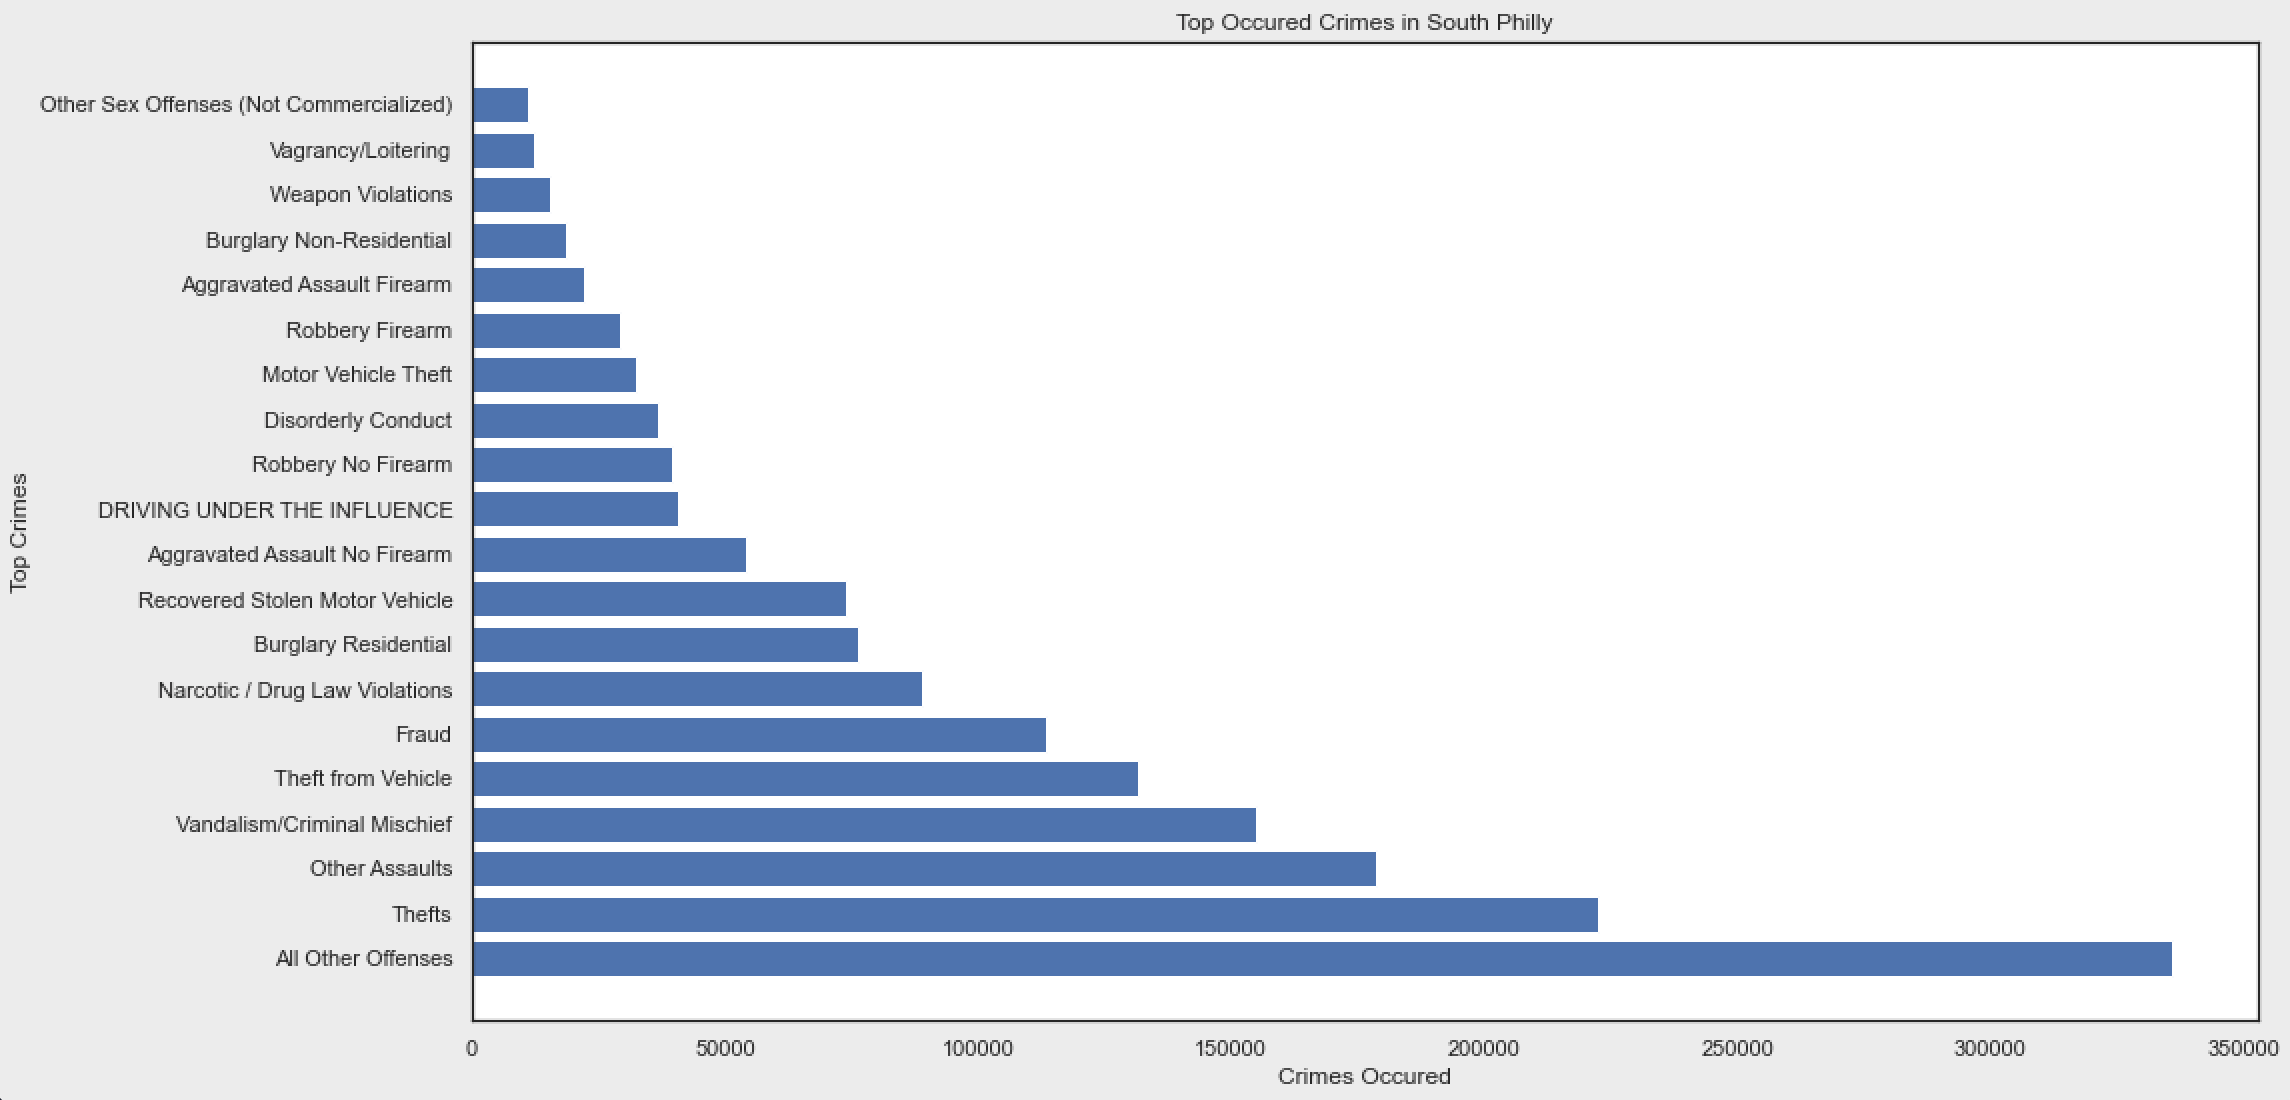 Top Occured Crimes in South Philly
Other Sex Offenses (Not Commercialized)
Vagrancy/Loitering
Weapon Violations
Burglary Non-Residential
Aggravated Assault Firearm
Robbery Firearm
Motor Vehicle Theft
Disorderly Conduct
Robbery No Firearm
DRIVING UNDER THE INFLUENCE
Aggravated Assault No Firearm
Recovered Stolen Motor Vehicle
Burglary Residential
Narcotic / Drug Law Violations
Fraud
Theft from Vehicle
Vandalism/Criminal Mischief
Other Assaults
Thefts
All Other Offenses
Top Crimes
0 50000 100000 150000 200000 250000 300000 350000
Crimes Occured